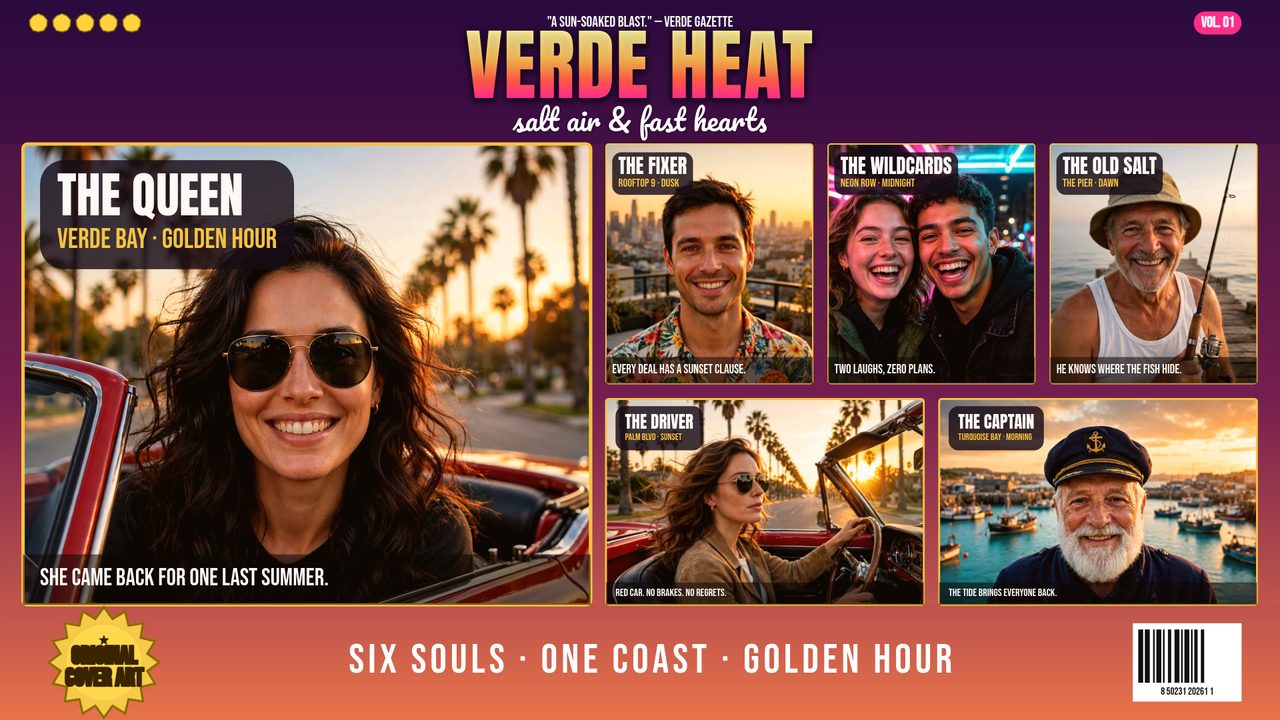 "A SUN-SOAKED BLAST." – VERDE GAZETTE
VOL. 01
VERDE HEAT
salt air & fast hearts
THE QUEEN
VERDE BAY · GOLDEN HOUR
SHE CAME BACK FOR ONE LAST SUMMER.
THE FIXER
ROOFTOP 9 · DUSK
EVERY DEAL HAS A SUNSET CLAUSE.
THE WILDCARDS
NEON ROW · MIDNIGHT
TWO LAUGHS, ZERO PLANS.
THE OLD SALT
THE PIER · DAWN
HE KNOWS WHERE THE FISH HIDE.
THE DRIVER
PALM BLVD · SUNSET
RED CAR. NO BRAKES. NO REGRETS.
THE CAPTAIN
TURQUOISE BAY · MORNING
THE TIDE BRINGS EVERYONE BACK.
ORIGINAL
COVER ART
SIX SOULS · ONE COAST · GOLDEN HOUR
8 50231 20261 1